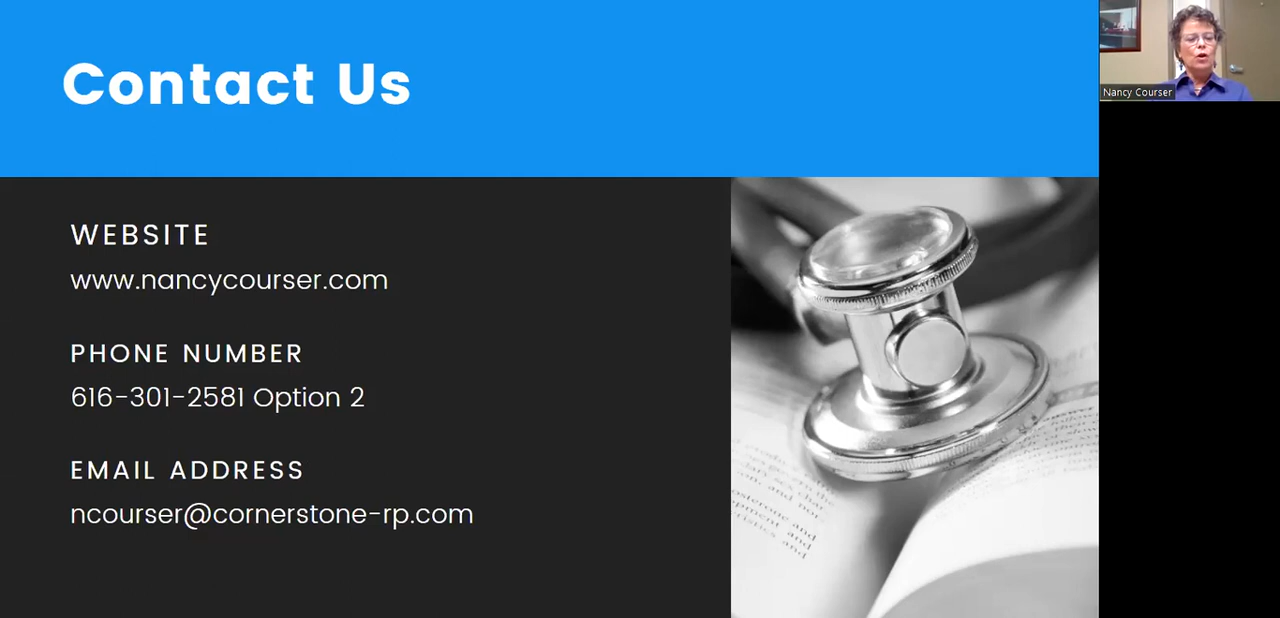 Contact Us
Nancy Courser
WEBSITE
www.nancycourser.com
PHONE NUMBER
616-301-2581 Option 2
EMAIL ADDRESS
ncourser@cornerstone-rp.com